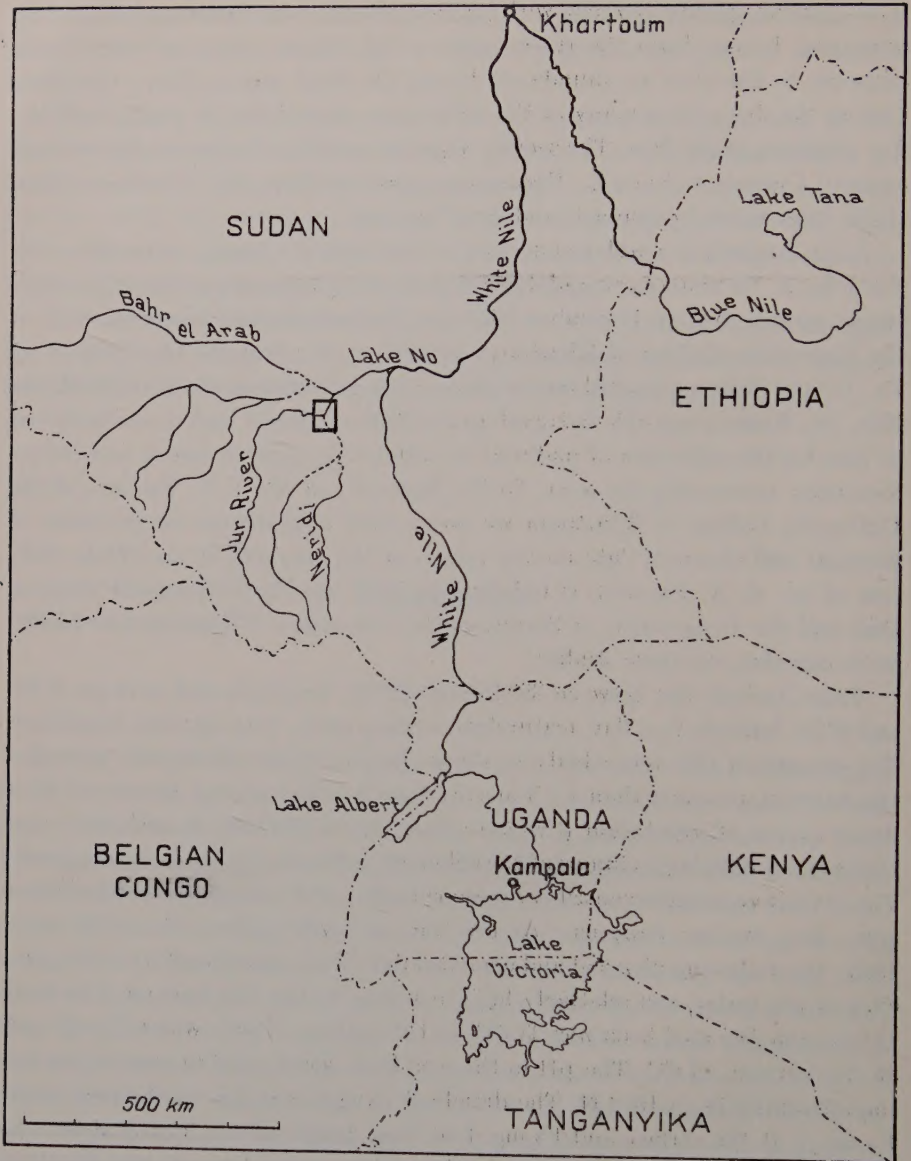 Khartoum
Lake Tana
SUDAN
White Nile
Bahr el Arab
Blue Nile
Lake No
ETHIOPIA
Jur River
Meridi
White Nile
Lake Albert
UGANDA
BELGIAN
CONGO
Kampala
KENYA
Lake
Victoria
500 km
TANGANYIKA